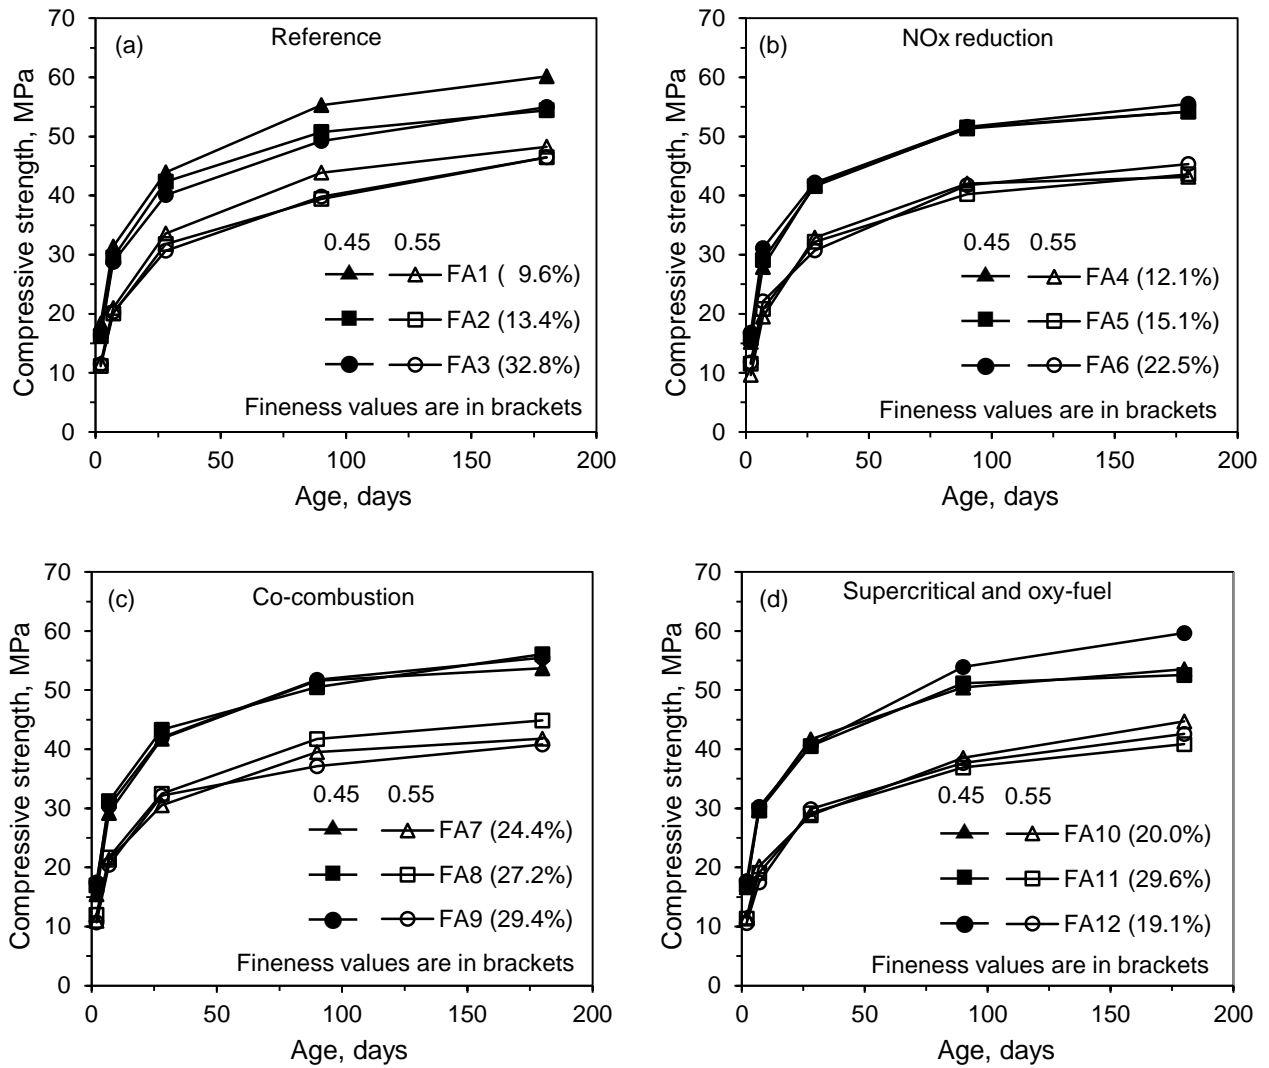 (a) Reference
70
60
50
40
30
20
10
0
Compressive strength, MPa
0.45 0.55
FA1 ( 9.6%)
FA2 (13.4%)
FA3 (32.8%)
Fineness values are in brackets
0 50 100 150 200
Age, days
(b) NOx reduction
70
60
50
40
30
20
10
0
Compressive strength, MPa
0.45 0.55
FA4 (12.1%)
FA5 (15.1%)
FA6 (22.5%)
Fineness values are in brackets
0 50 100 150 200
Age, days
(c) Co-combustion
70
60
50
40
30
20
10
0
Compressive strength, MPa
0.45 0.55
FA7 (24.4%)
FA8 (27.2%)
FA9 (29.4%)
Fineness values are in brackets
0 50 100 150 200
Age, days
(d) Supercritical and oxy-fuel
70
60
50
40
30
20
10
0
Compressive strength, MPa
0.45 0.55
FA10 (20.0%)
FA11 (29.6%)
FA12 (19.1%)
Fineness values are in brackets
0 50 100 150 200
Age, days